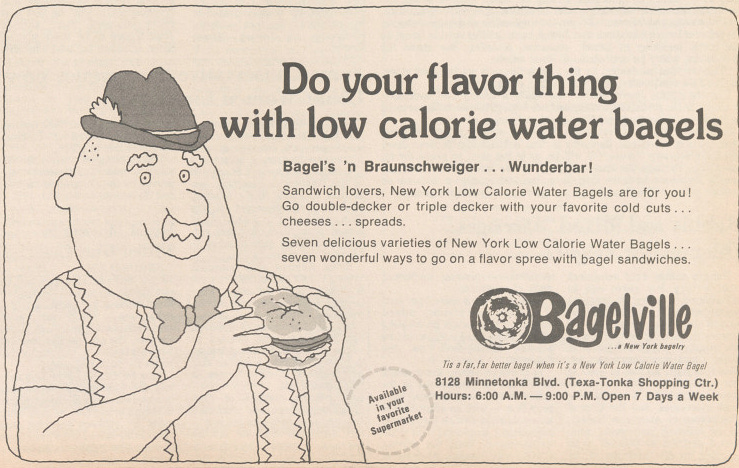 Do your flavor thing
with low calorie water bagels
Bagel's 'n Braunschweiger . . . Wunderbar!
Sandwich lovers, New York Low Calorie Water Bagels are for you!
Go double-decker or triple decker with your favorite cold cuts . . .
cheeses . . . spreads.
Seven delicious varieties of New York Low Calorie Water Bagels . . .
seven wonderful ways to go on a flavor spree with bagel sandwiches.
Bagelville
...a New York bagelry
Tis a far, far better bagel when it's a New York Low Calorie Water Bagel
8128 Minnetonka Blvd. (Texa-Tonka Shopping Ctr.)
Hours: 6:00 A.M. — 9:00 P.M. Open 7 Days a Week
Available
in your
favorite
Supermarket